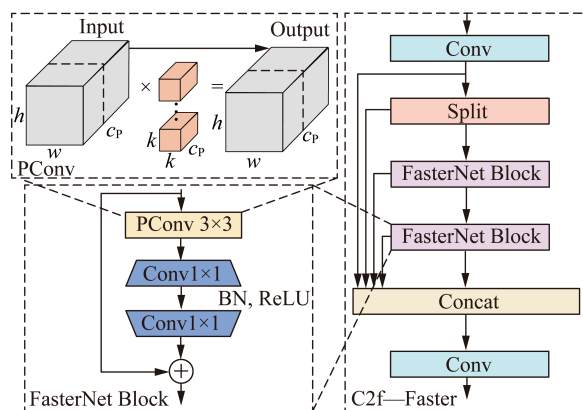 Input
Output
h
w
c_P
×
k
k
c_P
=
h
w
c_P
PConv
PConv 3×3
Conv1×1
BN, ReLU
Conv1×1
+
FasterNet Block
Conv
Split
FasterNet Block
FasterNet Block
Concat
Conv
C2f—Faster